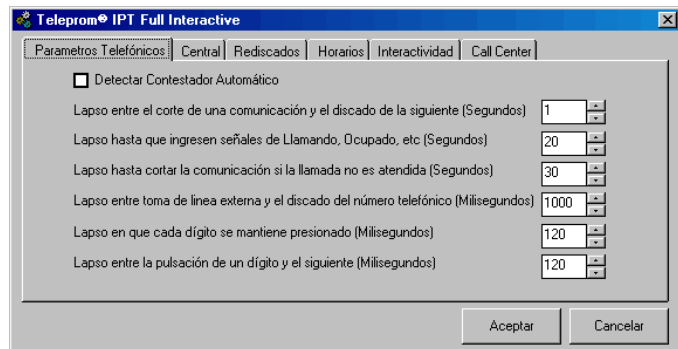 Teleprom® IPT Full Interactive
Parametros Telefónicos Central Rediscados Horarios Interactividad Call Center
Detectar Contestador Automático
Lapso entre el corte de una comunicación y el discado de la siguiente (Segundos) 1
Lapso hasta que ingresen señales de Llamando, Ocupado, etc (Segundos) 20
Lapso hasta cortar la comunicación si la llamada no es atendida (Segundos) 30
Lapso entre toma de linea externa y el discado del número telefónico (Milisegundos) 1000
Lapso en que cada dígito se mantiene presionado (Milisegundos) 120
Lapso entre la pulsación de un dígito y el siguiente (Milisegundos) 120
Aceptar Cancelar